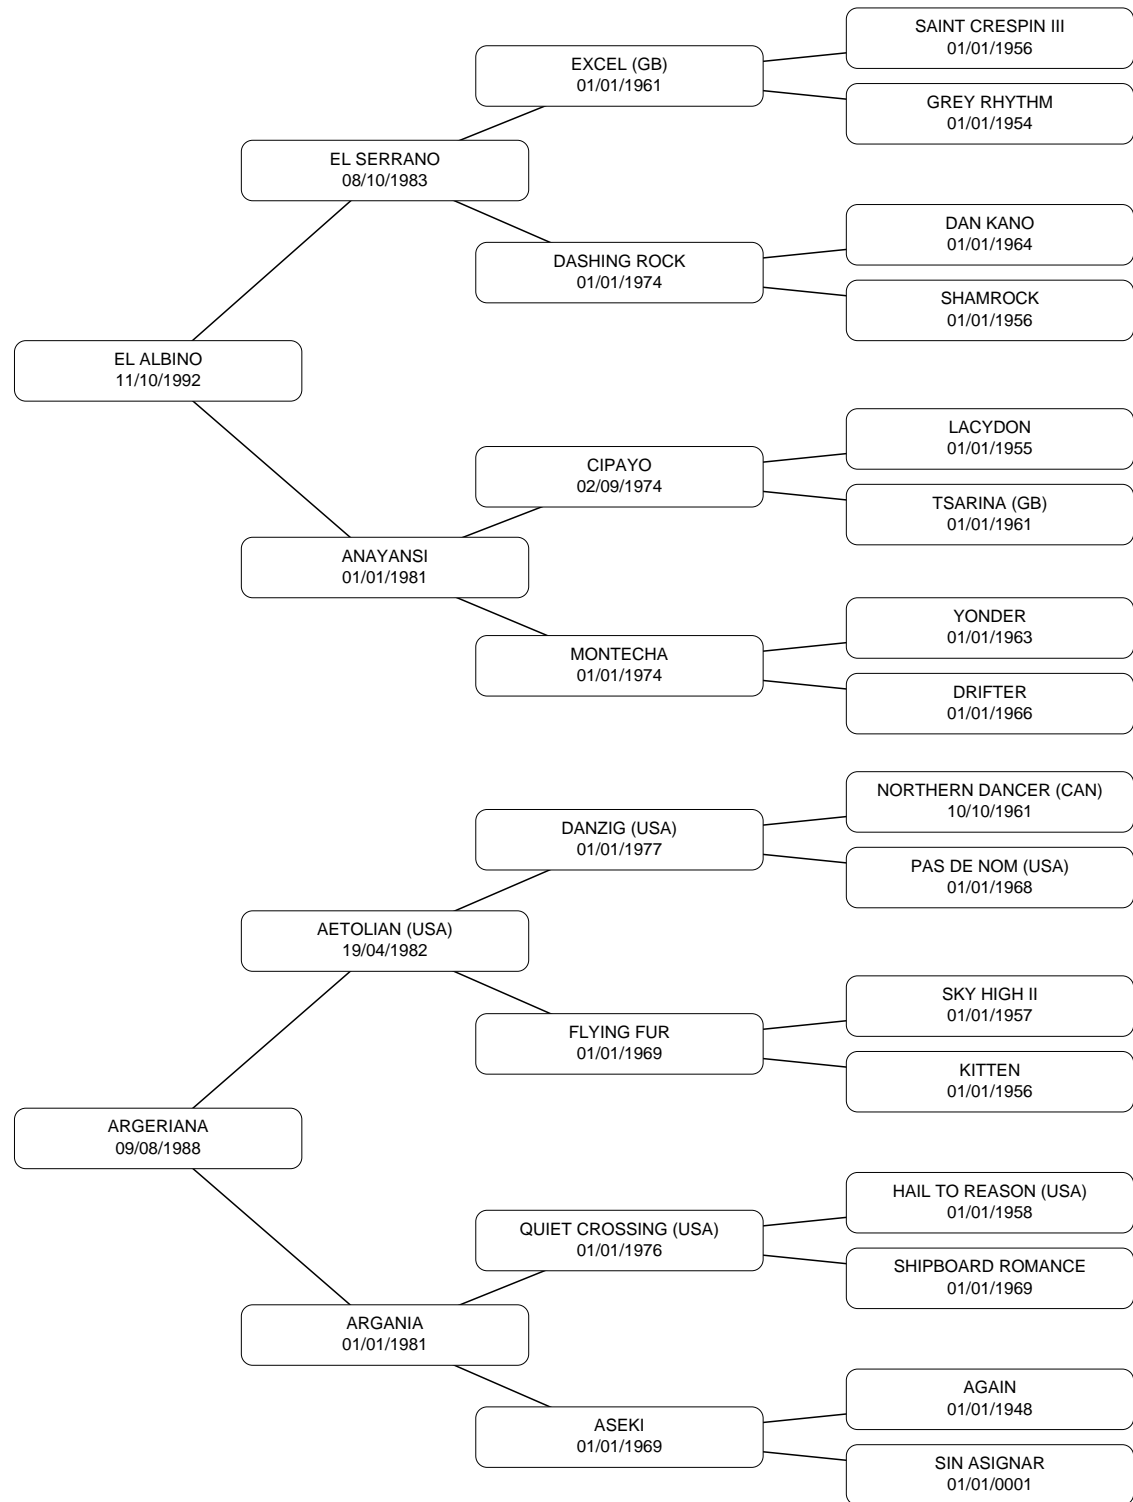 SAINT CRESPIN III
01/01/1956
EXCEL (GB)
01/01/1961
GREY RHYTHM
01/01/1954
EL SERRANO
08/10/1983
DAN KANO
01/01/1964
DASHING ROCK
01/01/1974
SHAMROCK
01/01/1956
EL ALBINO
11/10/1992
LACYDON
01/01/1955
CIPAYO
02/09/1974
TSARINA (GB)
01/01/1961
ANAYANSI
01/01/1981
YONDER
01/01/1963
MONTECHA
01/01/1974
DRIFTER
01/01/1966
NORTHERN DANCER (CAN)
10/10/1961
DANZIG (USA)
01/01/1977
PAS DE NOM (USA)
01/01/1968
AETOLIAN (USA)
19/04/1982
SKY HIGH II
01/01/1957
FLYING FUR
01/01/1969
KITTEN
01/01/1956
ARGERIANA
09/08/1988
HAIL TO REASON (USA)
01/01/1958
QUIET CROSSING (USA)
01/01/1976
SHIPBOARD ROMANCE
01/01/1969
ARGANIA
01/01/1981
AGAIN
01/01/1948
ASEKI
01/01/1969
SIN ASIGNAR
01/01/0001